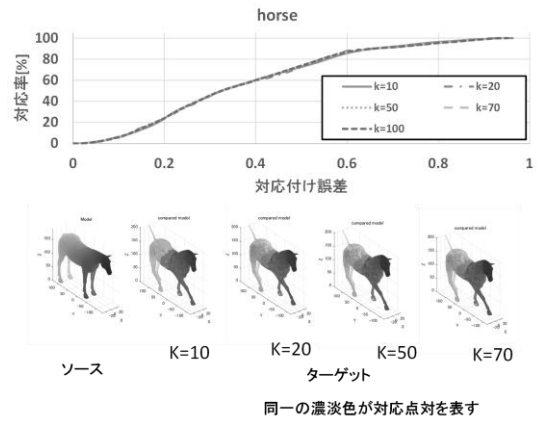 horse
対応率[%]
100
80
60
40
20
0
k=10
k=20
k=50
k=70
k=100
0 0.2 0.4 0.6 0.8 1
対応付け誤差
Model
compared model
compared model
compared model
compared model
K=10
K=20
K=50
K=70
ソース
ターゲット
同一の濃淡色が対応点対を表す